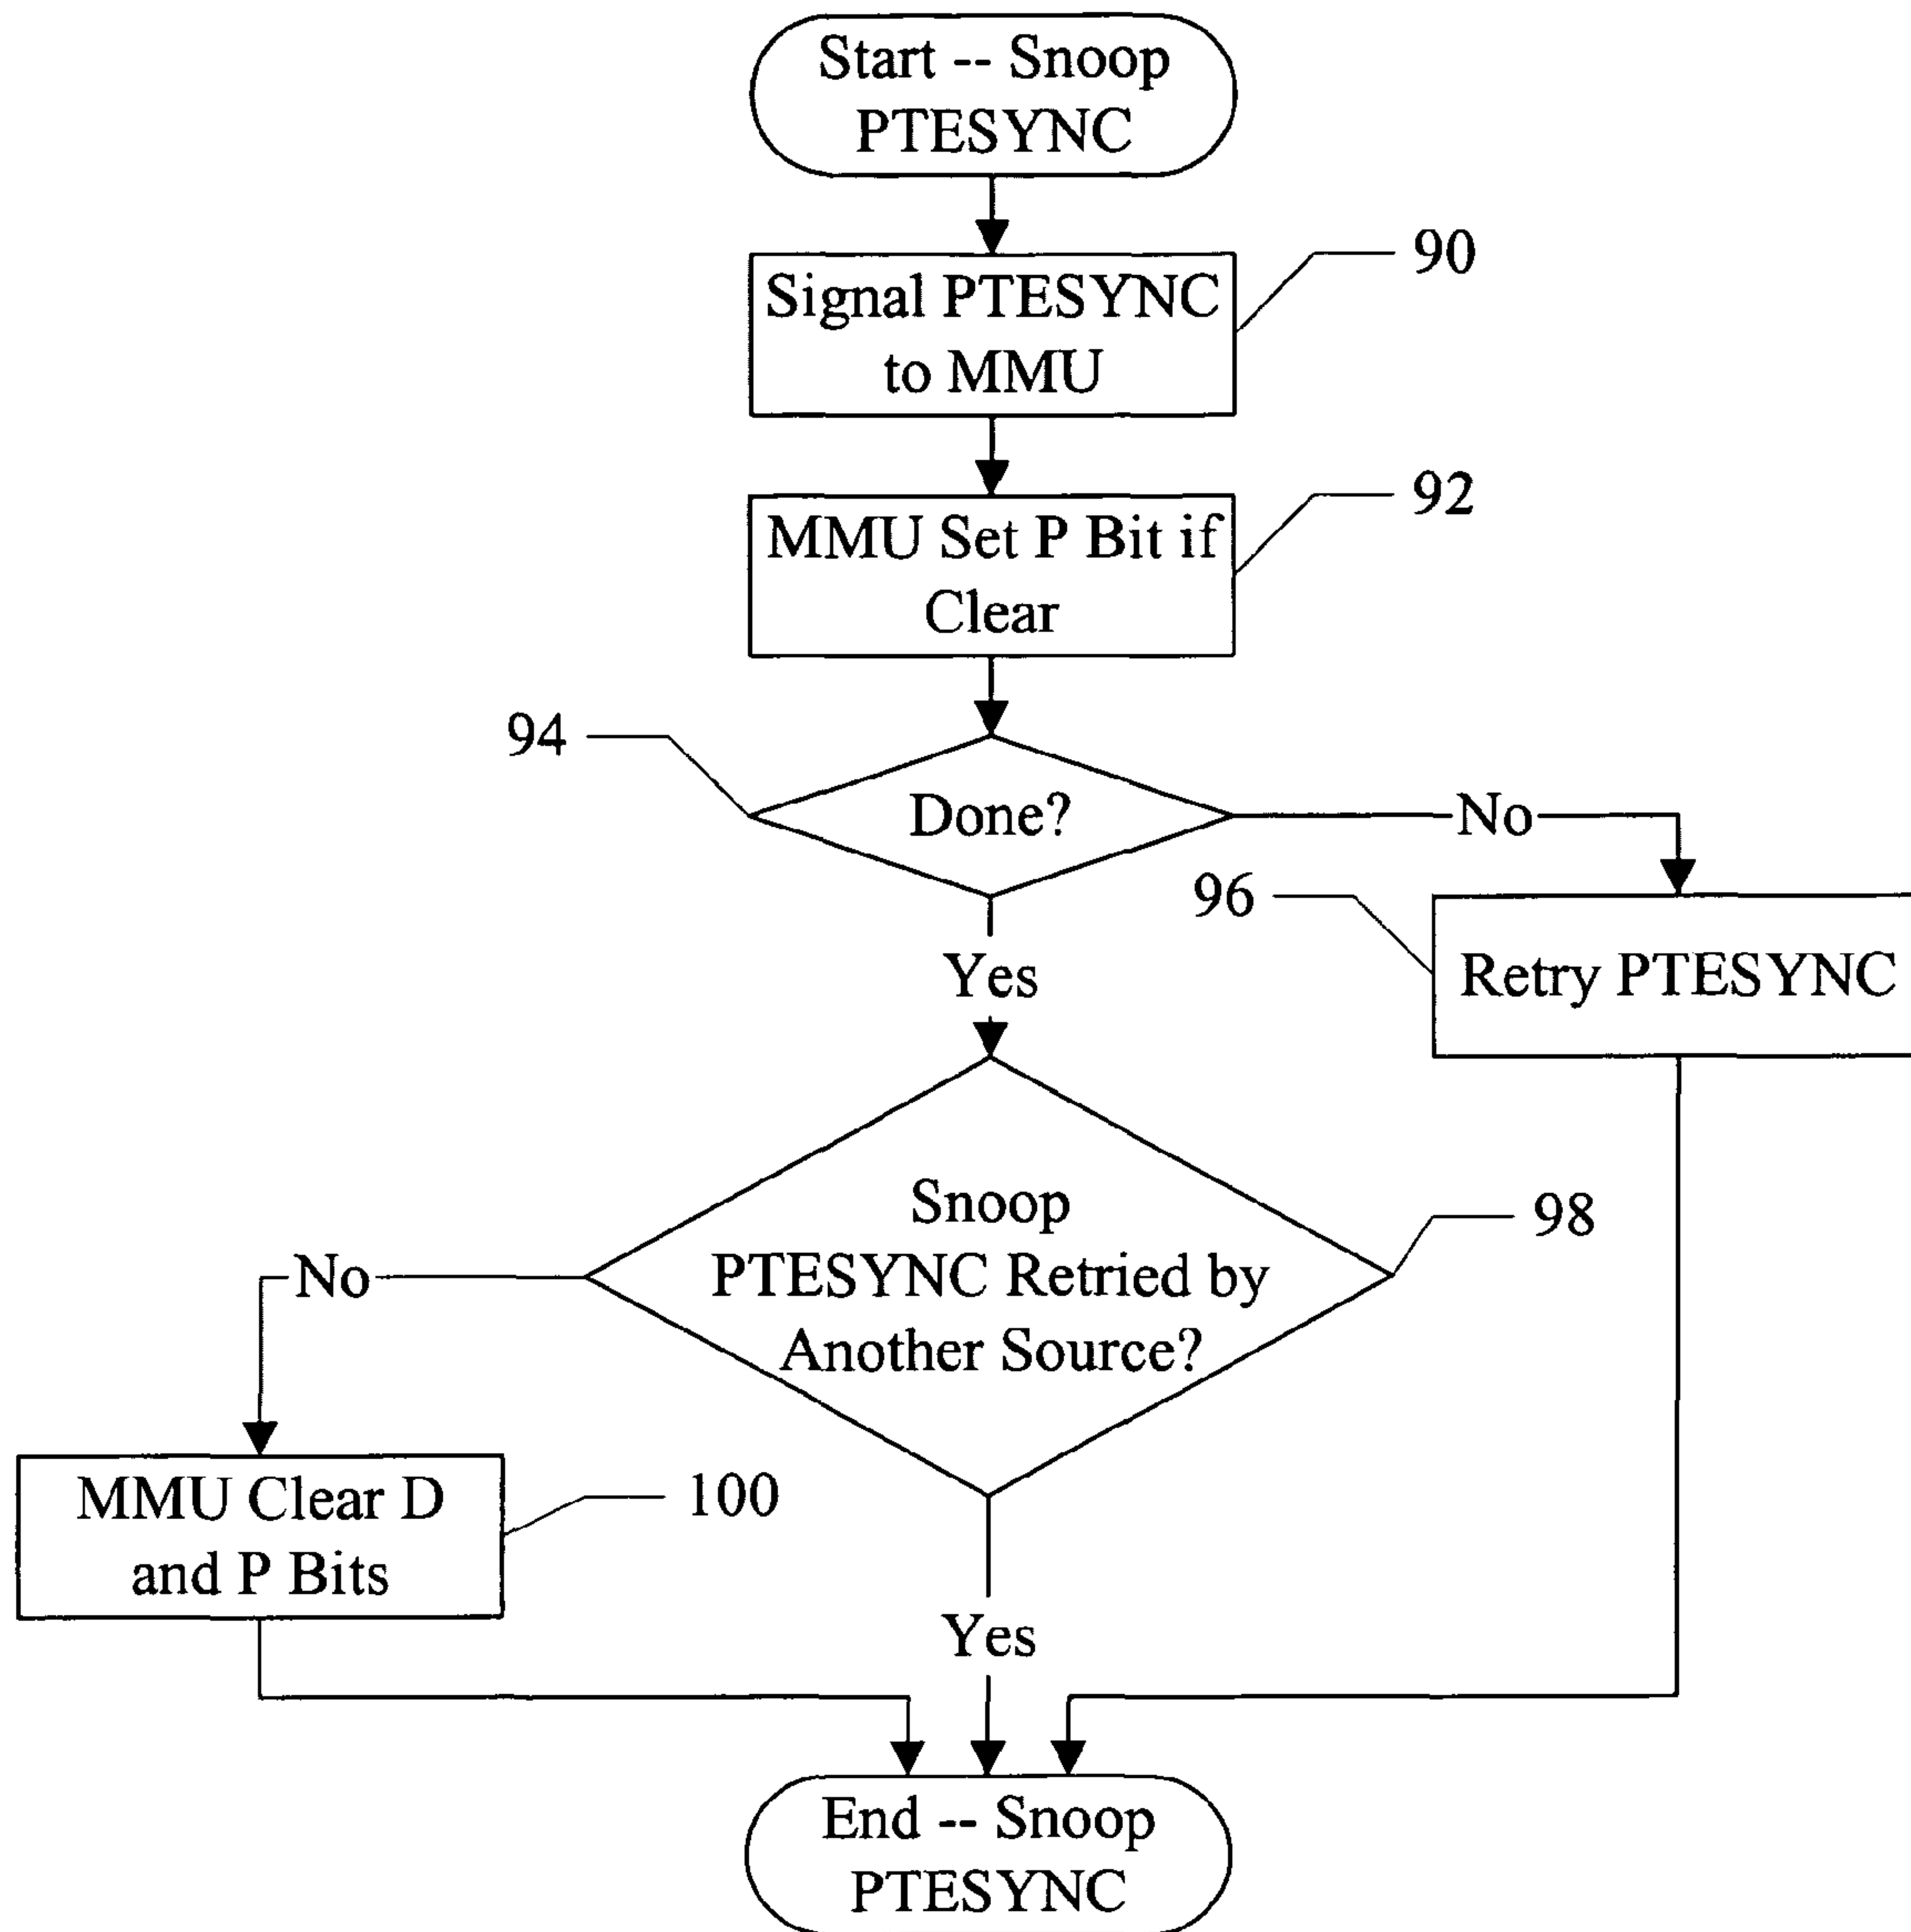 Start -- Snoop
PTESYNC
Signal PTESYNC
to MMU
90
MMU Set P Bit if
Clear
92
94
Done?
No
96
Retry PTESYNC
Yes
Snoop
PTESYNC Retried by
Another Source?
98
No
MMU Clear D
and P Bits
100
Yes
End -- Snoop
PTESYNC